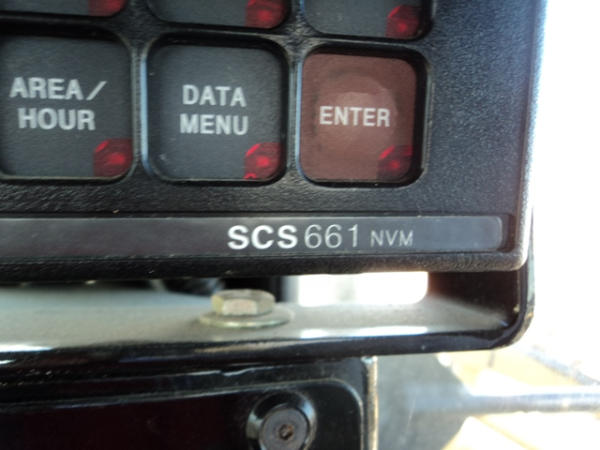 AREA/
HOUR
DATA
MENU
ENTER
SCS 661 NVM